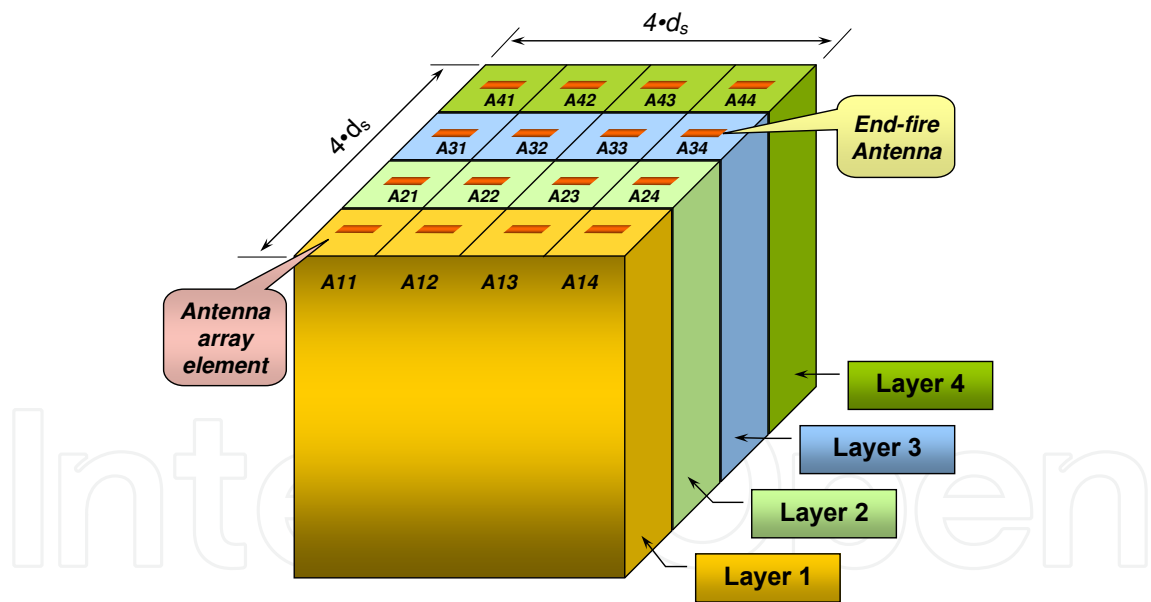 4•ds
4•ds
A41 A42 A43 A44
End-fire
Antenna
A31 A32 A33 A34
A21 A22 A23 A24
A11 A12 A13 A14
Antenna
array
element
Layer 4
Layer 3
Layer 2
Layer 1